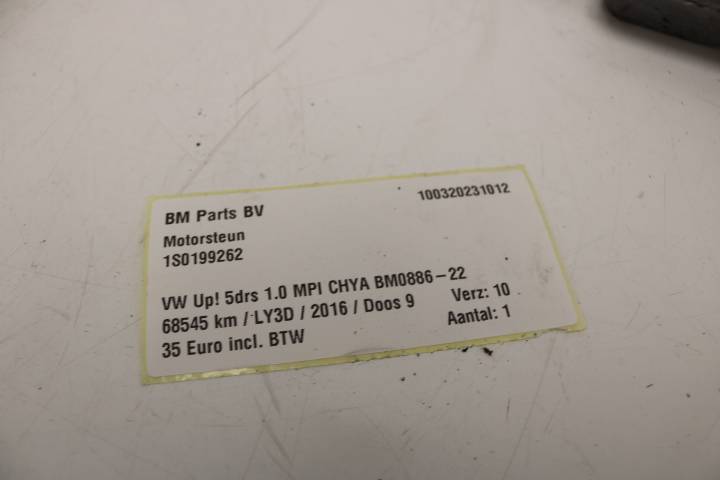 BM Parts BV 100320231012
Motorsteun
1S0199262
VW Up! 5drs 1.0 MPI CHYA BM0886-22
68545 km / LY3D / 2016 / Doos 9 Verz: 10
35 Euro incl. BTW Aantal: 1